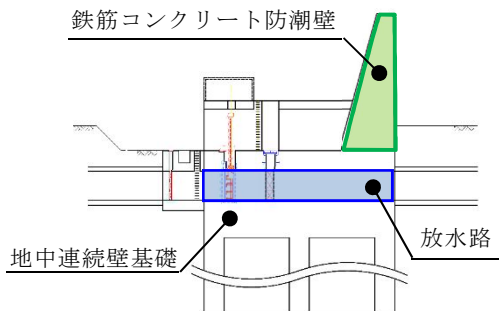 鉄筋コンクリート防潮壁
放水路
地中連続壁基礎